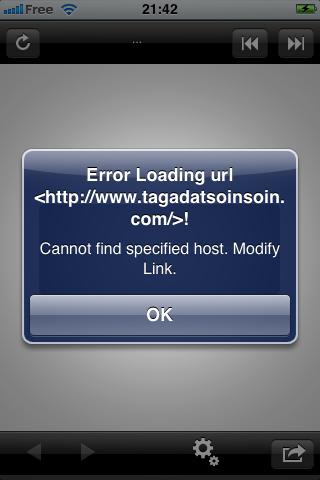 Free 21:42
...
Error Loading url
<http://www.tagadatsoinsoin.
com/>!
Cannot find specified host. Modify
Link.
OK